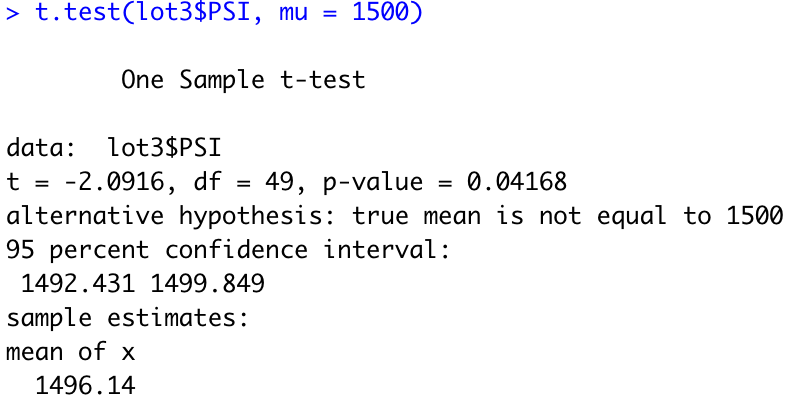 > t.test(lot3$PSI, mu = 1500)
One Sample t-test
data:  lot3$PSI
t = -2.0916, df = 49, p-value = 0.04168
alternative hypothesis: true mean is not equal to 1500
95 percent confidence interval:
1492.431 1499.849
sample estimates:
mean of x
1496.14